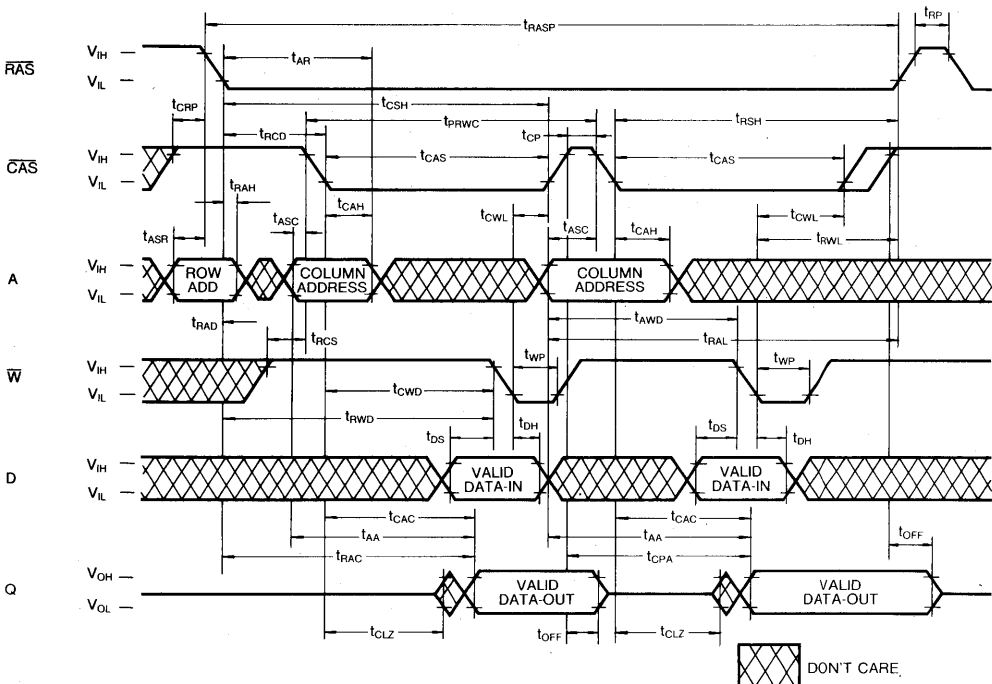 tRASP
tRP
RAS
VIH
VIL
tAR
tCSH
tCRP
tPRWC
tRCD
tCP
tRSH
CAS
VIH
VIL
tCAS
tCAS
tRAH
tCAH
tASC
tCWL
tASC
tCAH
tCWL
tASR
tRWL
A
VIH
VIL
ROW
ADD
COLUMN
ADDRESS
COLUMN
ADDRESS
tRAD
tAWD
tRCS
tRAL
W
VIH
VIL
tWP
tWP
tCWD
tRWD
tDS
tDH
tDS
tDH
D
VIH
VIL
VALID
DATA-IN
VALID
DATA-IN
tCAC
tCAC
tAA
tAA
tRAC
tCPA
tOFF
Q
VOH
VOL
VALID
DATA-OUT
VALID
DATA-OUT
tCLZ
tOFF
tCLZ
DON'T CARE